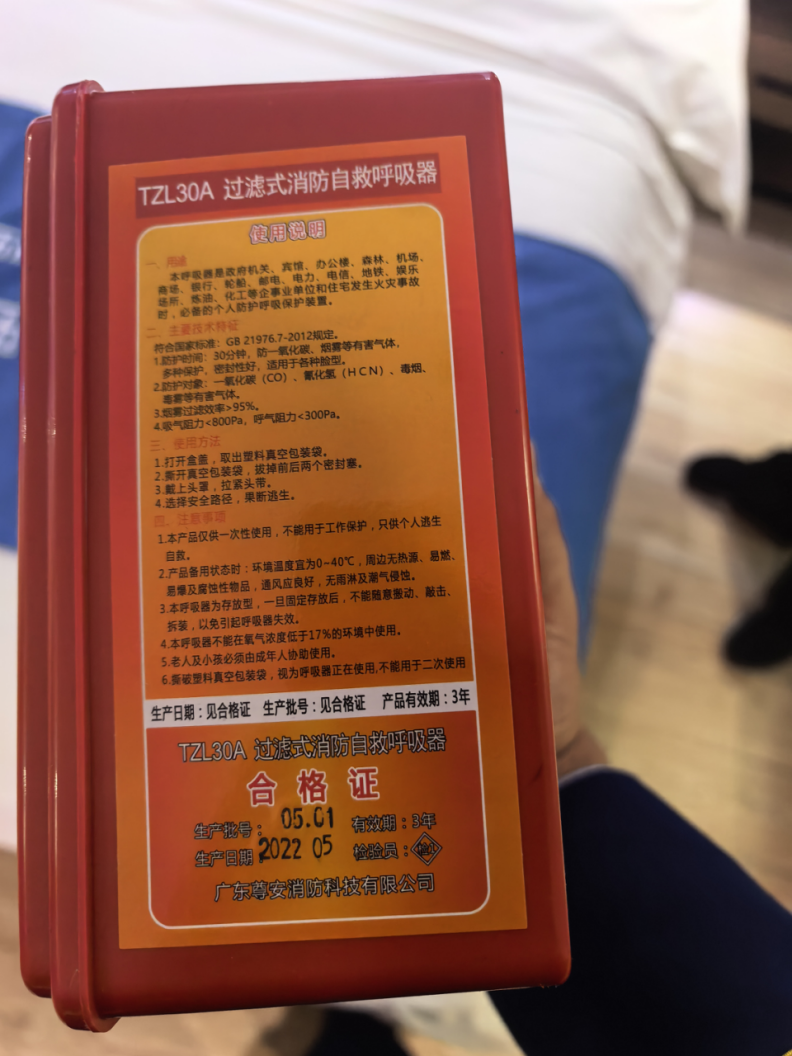 TZL30A 过滤式消防自救呼吸器
使用说明
一、用途
本呼吸器是政府机关、宾馆、办公楼、森林、机场、
商场、银行、轮船、邮电、电力、电信、地铁、娱乐
场所、炼油、化工等企事业单位和住宅发生火灾事故
时，必备的个人防护呼吸保护装置。
二、主要技术特征
符合国家标准：GB 21976.7-2012规定。
1.防护时间：30分钟，防一氧化碳、烟雾等有害气体，
多种保护，密封性好，适用于各种脸型。
2.防护对象：一氧化碳（CO）、氰化氢（HCN）、毒烟、
毒雾等有害气体。
3.烟雾过滤效率>95%。
4.吸气阻力<800Pa，呼气阻力<300Pa。
三、使用方法
1.打开盒盖，取出塑料真空包装袋。
2.撕开真空包装袋，拔掉前后两个密封塞。
3.戴上头罩，拉紧头带。
4.选择安全路径，果断逃生。
四、注意事项
1.本产品仅供一次性使用，不能用于工作保护，只供个人逃生
自救。
2.产品备用状态时：环境温度宜为0~40℃，周边无热源、易燃、
易爆及腐蚀性物品，通风应良好，无雨淋及潮气侵蚀。
3.本呼吸器为存放型，一旦固定存放后，不能随意搬动、敲击、
拆装，以免引起呼吸器失效。
4.本呼吸器不能在氧气浓度低于17%的环境中使用。
5.老人及小孩必须由成年人协助使用。
6.撕破塑料真空包装袋，视为呼吸器正在使用,不能用于二次使用
生产日期：见合格证 生产批号：见合格证 产品有效期：3年
TZL30A 过滤式消防自救呼吸器
合格证
生产批号： 05.01 有效期：3年
生产日期：2022 05 检验员：
广东尊安消防科技有限公司